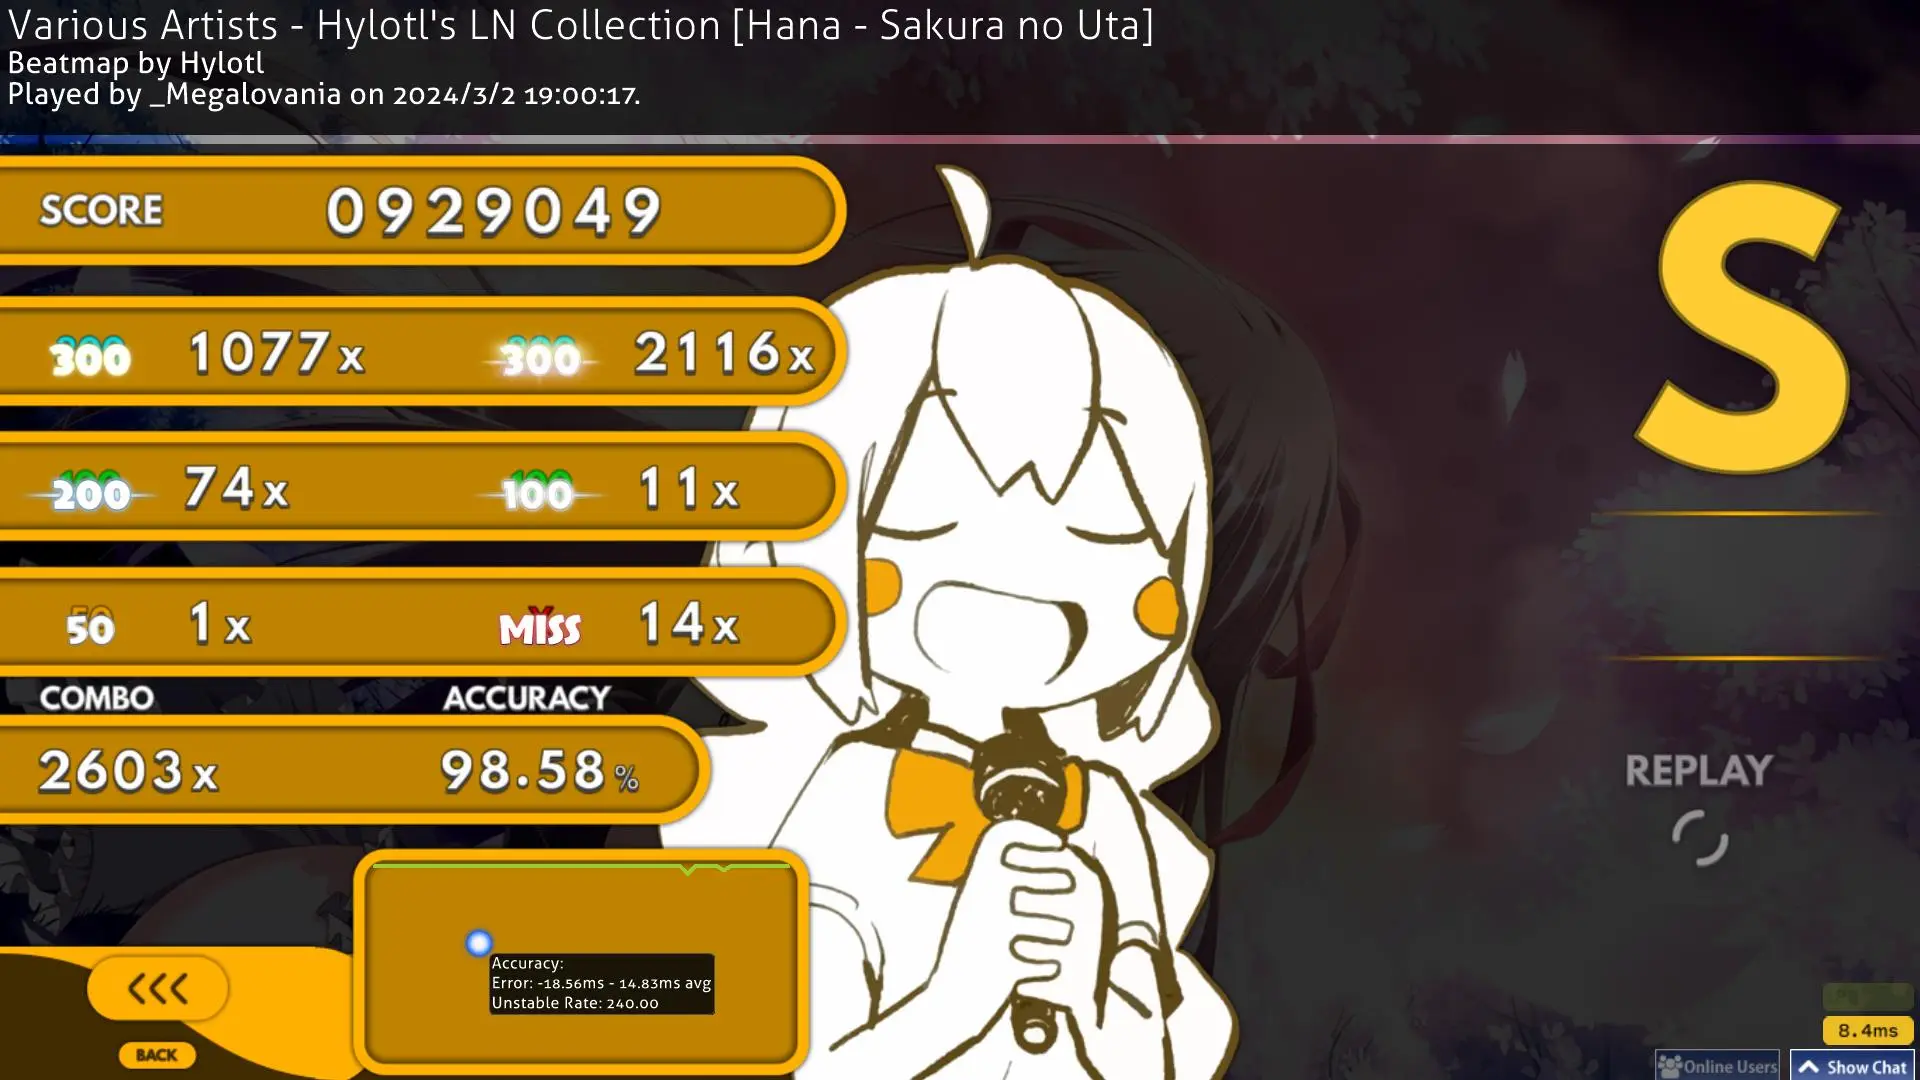 Various Artists - Hylotl's LN Collection [Hana - Sakura no Uta]
Beatmap by Hylotl
Played by _Megalovania on 2024/3/2 19:00:17.
SCORE 0929049
300 1077x 300 2116x
200 74x 100 11x
50 1x MISS 14x
COMBO ACCURACY
2603x 98.58%
REPLAY
Accuracy:
Error: -18.56ms - 14.83ms avg
Unstable Rate: 240.00
BACK
8.4ms
Online Users Show Chat